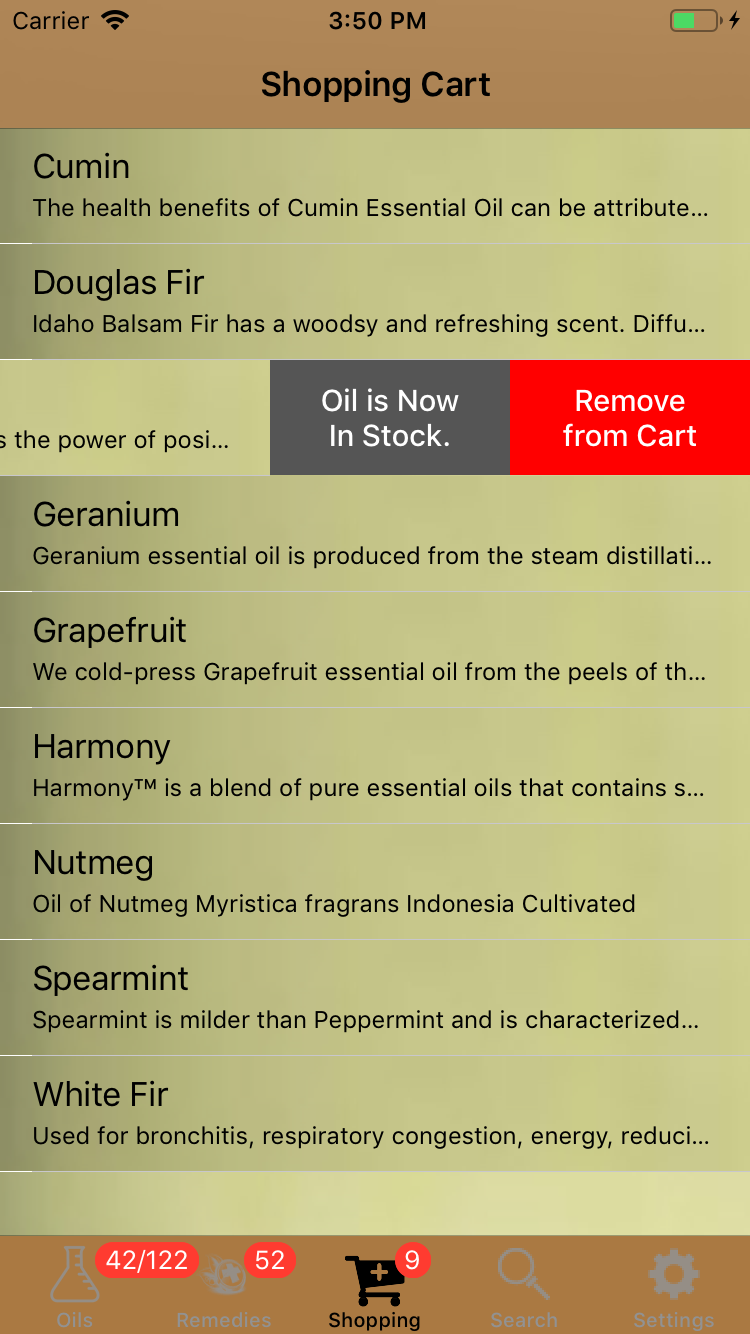 Carrier 3:50 PM
Shopping Cart
Cumin
The health benefits of Cumin Essential Oil can be attribute...
Douglas Fir
Idaho Balsam Fir has a woodsy and refreshing scent. Diffu...
s the power of posi...
Oil is Now
In Stock.
Remove
from Cart
Geranium
Geranium essential oil is produced from the steam distillati...
Grapefruit
We cold-press Grapefruit essential oil from the peels of th...
Harmony
Harmony™ is a blend of pure essential oils that contains s...
Nutmeg
Oil of Nutmeg Myristica fragrans Indonesia Cultivated
Spearmint
Spearmint is milder than Peppermint and is characterized...
White Fir
Used for bronchitis, respiratory congestion, energy, reduci...
42/122 52 9
Oils Remedies Shopping Search Settings